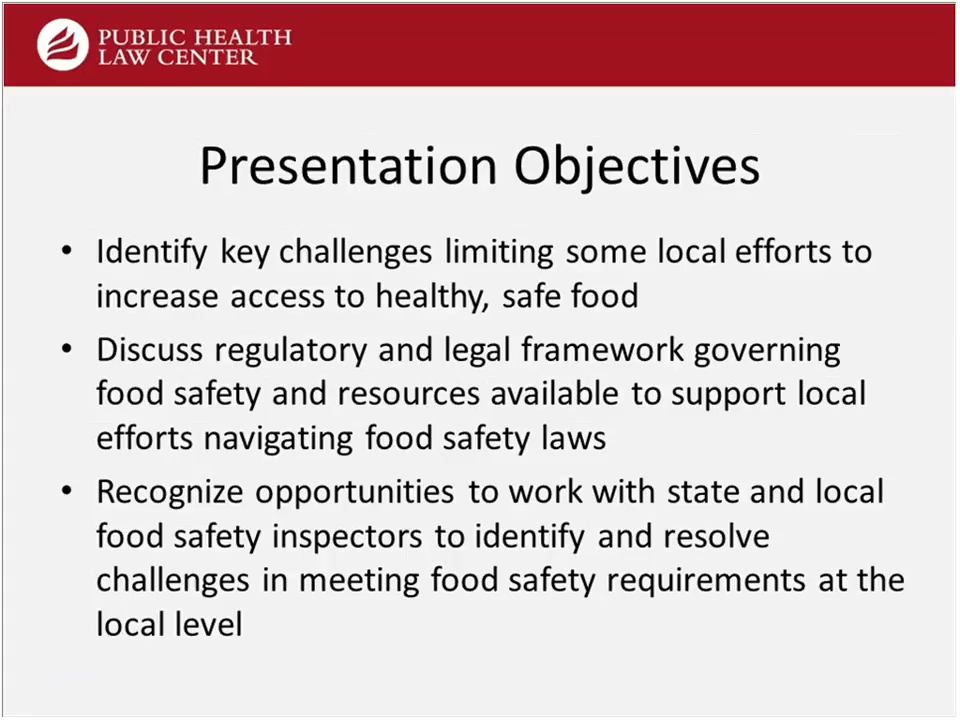 PUBLIC HEALTH
LAW CENTER
Presentation Objectives
• Identify key challenges limiting some local efforts to
increase access to healthy, safe food
• Discuss regulatory and legal framework governing
food safety and resources available to support local
efforts navigating food safety laws
• Recognize opportunities to work with state and local
food safety inspectors to identify and resolve
challenges in meeting food safety requirements at the
local level